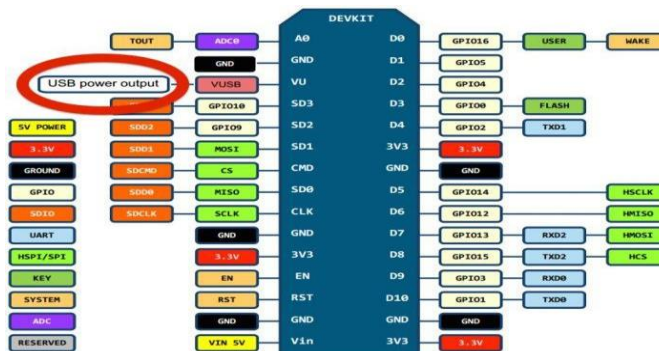 DEVKIT
TOUT ADC0 A0 D0 GPIO16 USER WAKE
GND GND D1 GPIO5
USB power output VUSB VU D2 GPIO4
GPIO10 SD3 D3 GPIO0 FLASH
5V POWER SDD2 GPIO9 SD2 D4 GPIO2 TXD1
3.3V SDD1 MOSI SD1 3V3 3.3V
GROUND SDCMD CS CMD GND GND
GPIO SDD0 MISO SD0 D5 GPIO14 HSCLK
SDIO SDCLK SCLK CLK D6 GPIO12 HMISO
UART GND GND D7 GPIO13 RXD2 HMOSI
HSPI/SPI 3.3V 3V3 D8 GPIO15 TXD2 HCS
KEY EN EN D9 GPIO3 RXD0
SYSTEM RST RST D10 GPIO1 TXD0
ADC GND GND GND GND
RESERVED VIN 5V Vin 3V3 3.3V